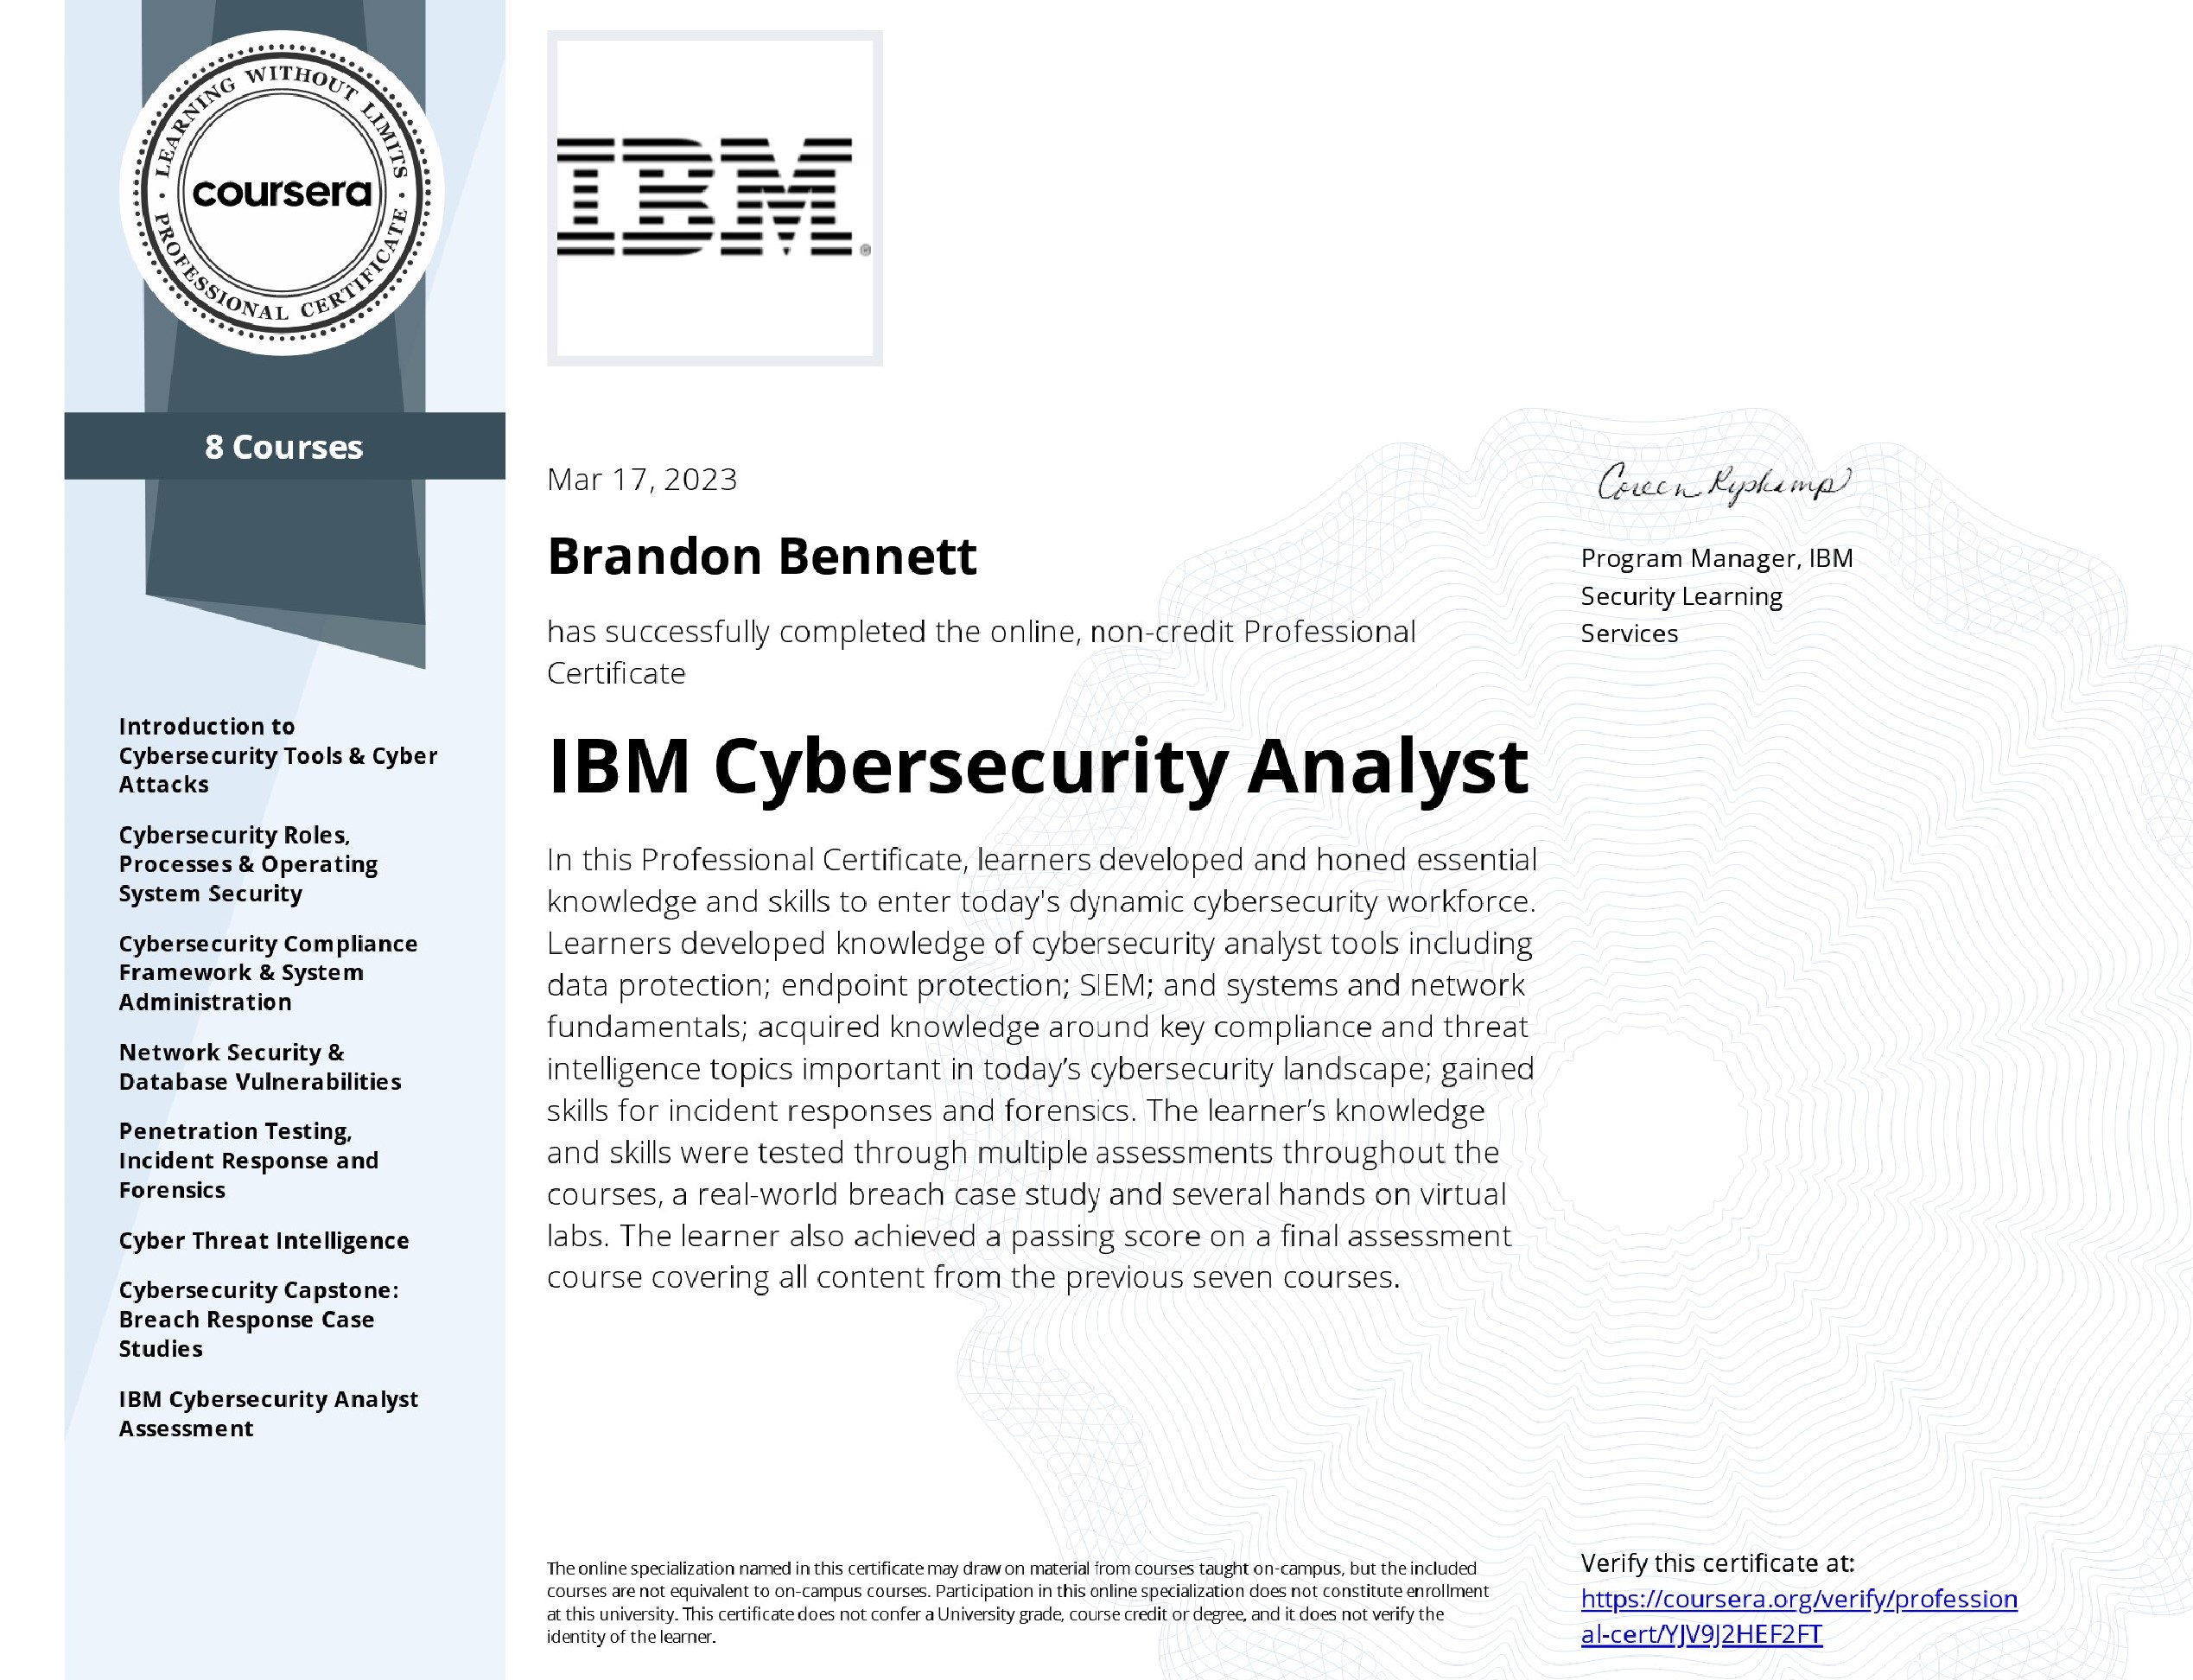 LEARNING WITHOUT LIMITS
coursera
PROFESSIONAL CERTIFICATE
8 Courses
Introduction to
Cybersecurity Tools & Cyber
Attacks
Cybersecurity Roles,
Processes & Operating
System Security
Cybersecurity Compliance
Framework & System
Administration
Network Security &
Database Vulnerabilities
Penetration Testing,
Incident Response and
Forensics
Cyber Threat Intelligence
Cybersecurity Capstone:
Breach Response Case
Studies
IBM Cybersecurity Analyst
Assessment
IBM®
Mar 17, 2023
Brandon Bennett
has successfully completed the online, non-credit Professional
Certificate
IBM Cybersecurity Analyst
In this Professional Certificate, learners developed and honed essential
knowledge and skills to enter today's dynamic cybersecurity workforce.
Learners developed knowledge of cybersecurity analyst tools including
data protection; endpoint protection; SIEM; and systems and network
fundamentals; acquired knowledge around key compliance and threat
intelligence topics important in today’s cybersecurity landscape; gained
skills for incident responses and forensics. The learner’s knowledge
and skills were tested through multiple assessments throughout the
courses, a real-world breach case study and several hands on virtual
labs. The learner also achieved a passing score on a final assessment
course covering all content from the previous seven courses.
The online specialization named in this certificate may draw on material from courses taught on-campus, but the included
courses are not equivalent to on-campus courses. Participation in this online specialization does not constitute enrollment
at this university. This certificate does not confer a University grade, course credit or degree, and it does not verify the
identity of the learner.
Coreen Ryskamp
Program Manager, IBM
Security Learning
Services
Verify this certificate at:
https://coursera.org/verify/profession
al-cert/YJV9J2HEF2FT